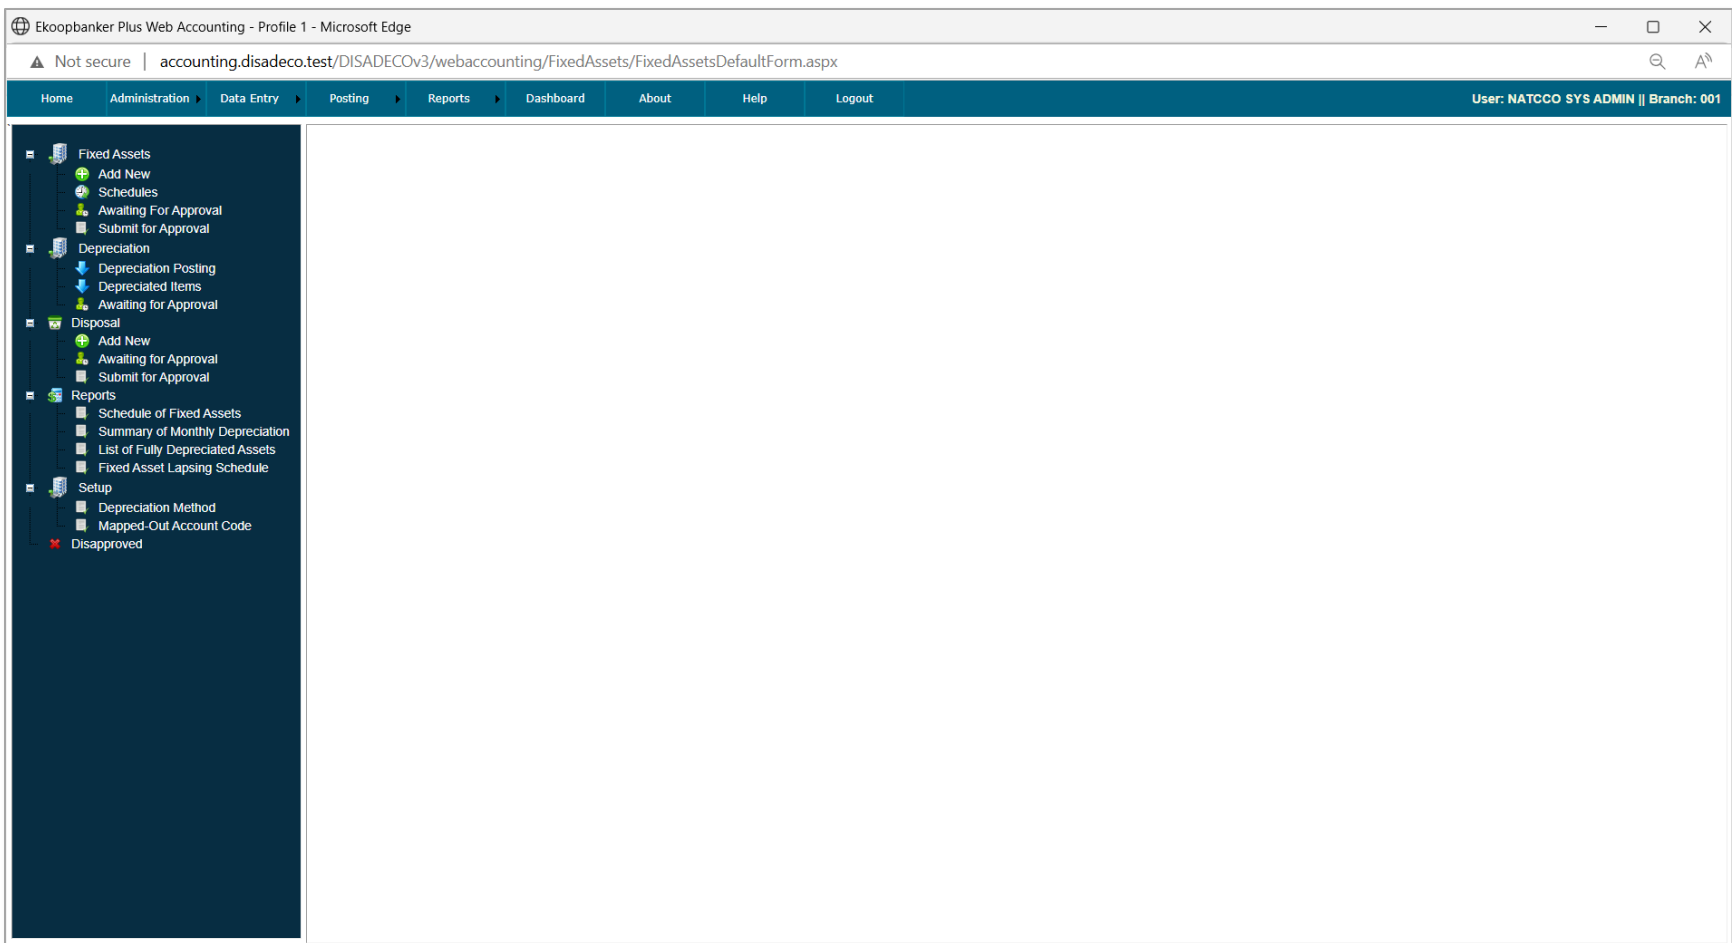 Ekoopbanker Plus Web Accounting - Profile 1 - Microsoft Edge
Not secure | accounting.disadeco.test/DISADECOv3/webaccounting/FixedAssets/FixedAssetsDefaultForm.aspx
Home Administration Data Entry Posting Reports Dashboard About Help Logout User: NATCCO SYS ADMIN || Branch: 001
Fixed Assets
Add New
Schedules
Awaiting For Approval
Submit for Approval
Depreciation
Depreciation Posting
Depreciated Items
Awaiting for Approval
Disposal
Add New
Awaiting for Approval
Submit for Approval
Reports
Schedule of Fixed Assets
Summary of Monthly Depreciation
List of Fully Depreciated Assets
Fixed Asset Lapsing Schedule
Setup
Depreciation Method
Mapped-Out Account Code
Disapproved